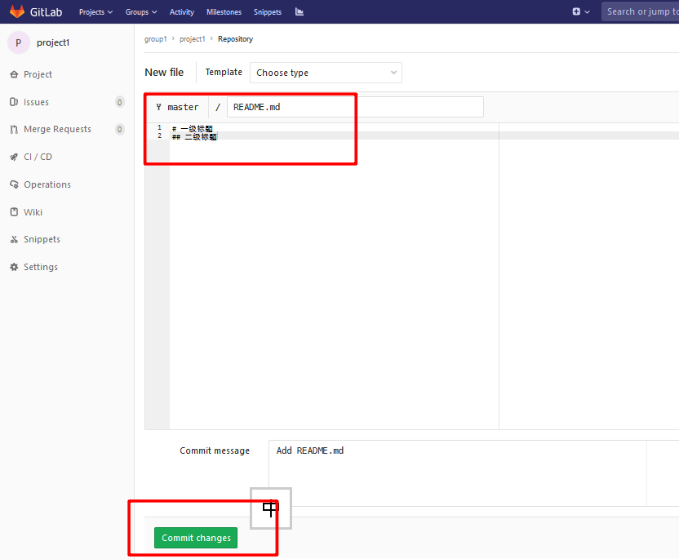 GitLab Projects Groups Activity Milestones Snippets Search or jump to
P project1
group1 › project1 › Repository
Project
New file Template Choose type
Issues 0
master / README.md
Merge Requests 0
1 # 一级标题
2 ## 二级标题
CI / CD
Operations
Wiki
Snippets
Settings
Commit message Add README.md
中
Commit changes